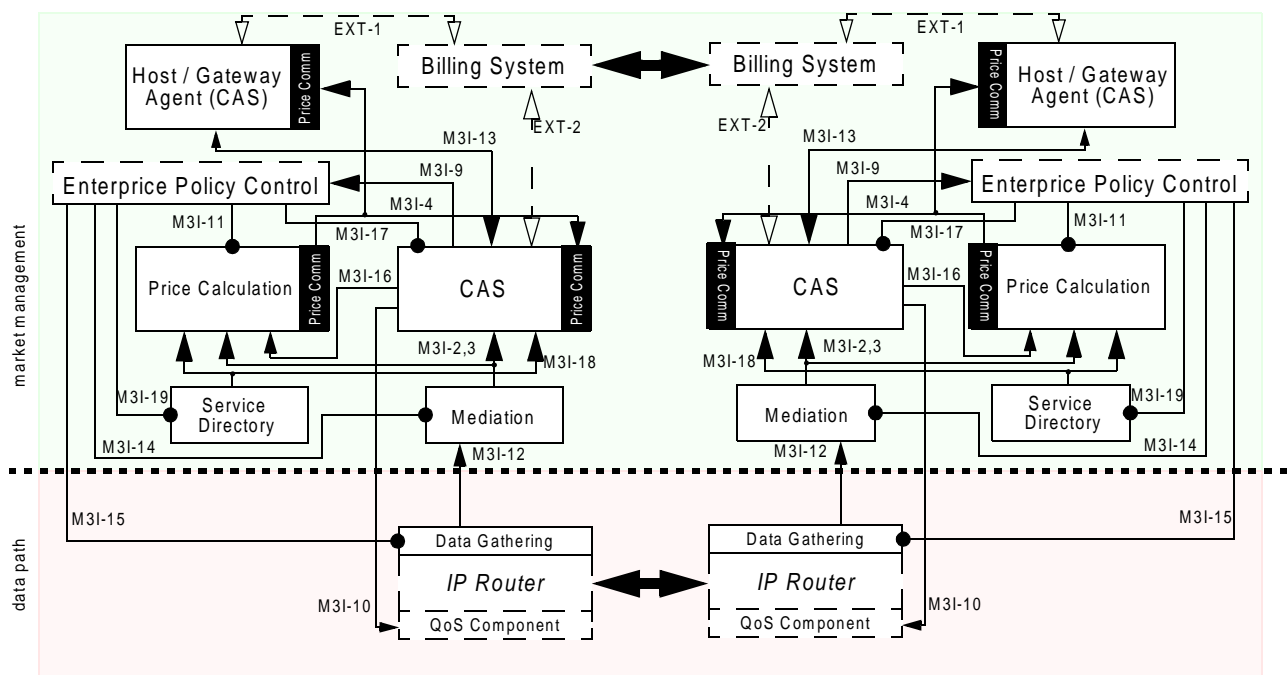 EXT-1
EXT-1
Host / Gateway
Agent (CAS)
Price Comm
Billing System
Billing System
Price Comm
Host / Gateway
Agent (CAS)
EXT-2
EXT-2
M3I-13
M3I-13
Enterprice Policy Control
M3I-9
M3I-9
Enterprice Policy Control
M3I-11
M3I-4
M3I-17
M3I-4
M3I-17
M3I-11
market management
Price Calculation
Price Comm
M3I-16
CAS
Price Comm
Price Comm
CAS
M3I-16
Price Comm
Price Calculation
M3I-2,3
M3I-18
M3I-18
M3I-2,3
M3I-19
Service
Directory
Mediation
Mediation
Service
Directory
M3I-19
M3I-14
M3I-12
M3I-12
M3I-14
data path
M3I-15
Data Gathering
IP Router
QoS Component
M3I-10
Data Gathering
IP Router
QoS Component
M3I-10
M3I-15